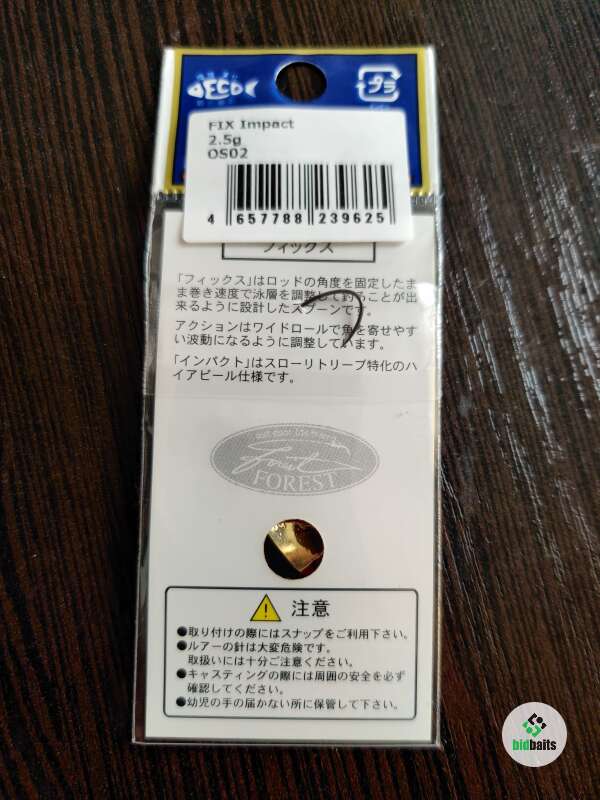 DECOY
プラ
FIX Impact
2.5g
OS02
4 657788 239625
フィックス
「フィックス」はロッドの角度を固定したま
ま巻き速度で泳層を調整して釣ることが出
来るように設計したスプーンです。
アクションはワイドロールで魚を寄せやす
い波動になるように調整しています。
「インパクト」はスローリトリーブ特化のハ
イアピール仕様です。
Forest
FOREST
注意
●取り付けの際にはスナップをご利用下さい。
●ルアーの針は大変危険です。
取扱いには十分ご注意ください。
●キャスティングの際には周囲の安全を必ず
確認してください。
●幼児の手の届かない所に保管して下さい。
bidbaits